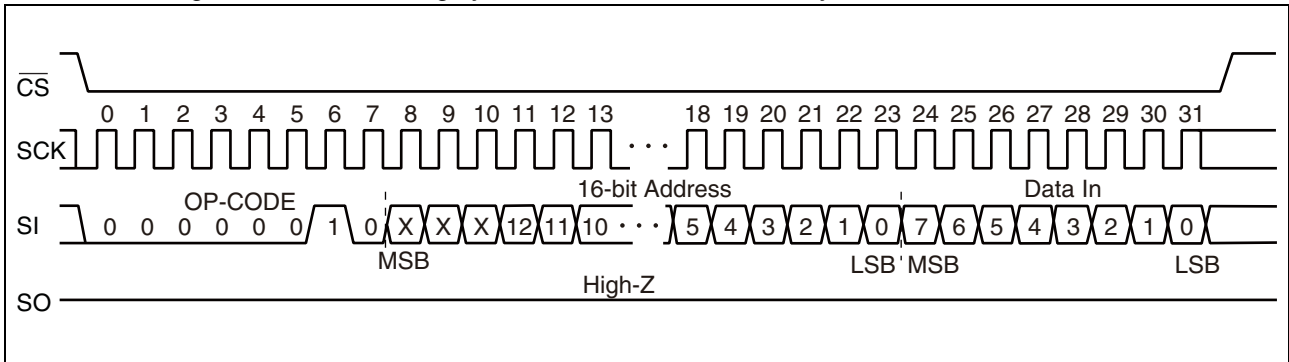 CS
0 1 2 3 4 5 6 7 8 9 10 11 12 13 18 19 20 21 22 23 24 25 26 27 28 29 30 31
SCK ...
OP-CODE 16-bit Address Data In
SI 0 0 0 0 0 0 1 0 X X X 12 11 10 ... 5 4 3 2 1 0 7 6 5 4 3 2 1 0
MSB LSB MSB LSB
High-Z
SO